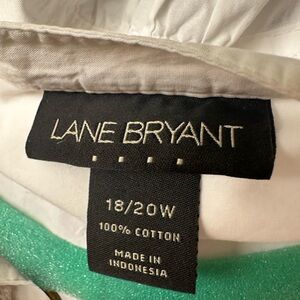 LANE BRYANT
18/20W
100% COTTON
MADE IN
INDONESIA